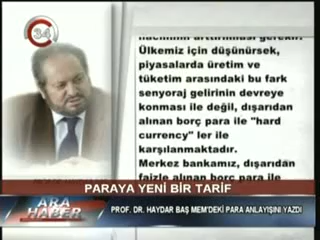 34
hacminin arttırılması gerekir.
Ülkemiz için düşünürsek,
piyasalarda üretim ve
tüketim arasındaki bu fark
senyoraj gelirinin devreye
konması ile değil, dışarıdan
alınan borç para ile "hard
currency" ler ile
karşılanmaktadır.
Merkez bankamız, dışarıdan
faizle alınan borç para ile
PARAYA YENİ BİR TARİF
ARA
HABER
PROF. DR. HAYDAR BAŞ MEM'DEKİ PARA ANLAYIŞINI YAZDI